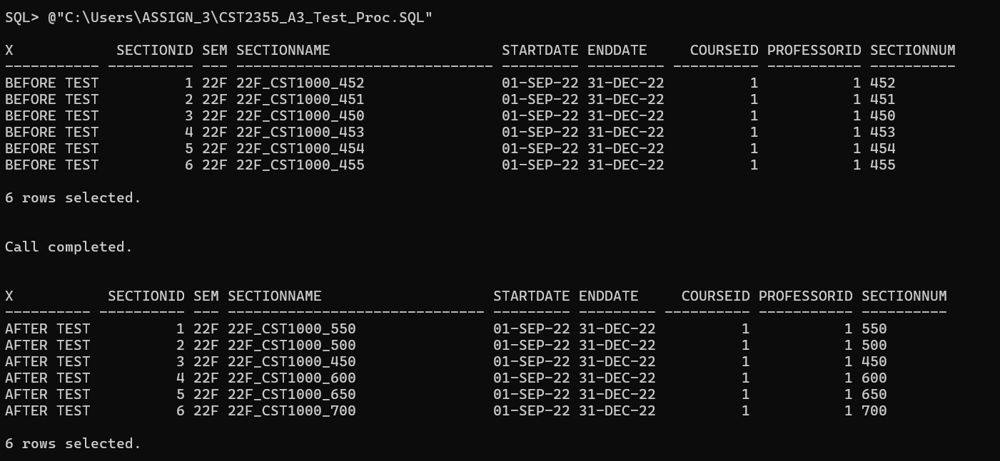 SQL> @"C:\Users\ASSIGN_3\CST2355_A3_Test_Proc.SQL"
X            SECTIONID SEM SECTIONNAME                    STARTDATE ENDDATE     COURSEID PROFESSORID SECTIONNUM
----------- ---------- --- ------------------------------ --------- --------- ---------- ----------- ----------
BEFORE TEST          1 22F 22F_CST1000_452                01-SEP-22 31-DEC-22          1           1 452
BEFORE TEST          2 22F 22F_CST1000_451                01-SEP-22 31-DEC-22          1           1 451
BEFORE TEST          3 22F 22F_CST1000_450                01-SEP-22 31-DEC-22          1           1 450
BEFORE TEST          4 22F 22F_CST1000_453                01-SEP-22 31-DEC-22          1           1 453
BEFORE TEST          5 22F 22F_CST1000_454                01-SEP-22 31-DEC-22          1           1 454
BEFORE TEST          6 22F 22F_CST1000_455                01-SEP-22 31-DEC-22          1           1 455
6 rows selected.
Call completed.
X           SECTIONID SEM SECTIONNAME                    STARTDATE ENDDATE     COURSEID PROFESSORID SECTIONNUM
---------- ---------- --- ------------------------------ --------- --------- ---------- ----------- ----------
AFTER TEST          1 22F 22F_CST1000_550                01-SEP-22 31-DEC-22          1           1 550
AFTER TEST          2 22F 22F_CST1000_500                01-SEP-22 31-DEC-22          1           1 500
AFTER TEST          3 22F 22F_CST1000_450                01-SEP-22 31-DEC-22          1           1 450
AFTER TEST          4 22F 22F_CST1000_600                01-SEP-22 31-DEC-22          1           1 600
AFTER TEST          5 22F 22F_CST1000_650                01-SEP-22 31-DEC-22          1           1 650
AFTER TEST          6 22F 22F_CST1000_700                01-SEP-22 31-DEC-22          1           1 700
6 rows selected.